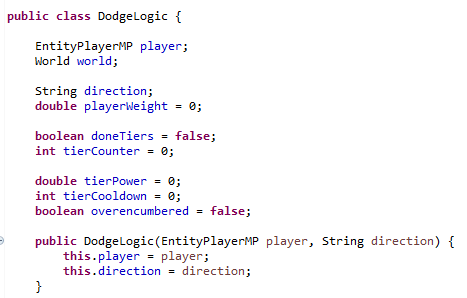 public class DodgeLogic {
EntityPlayerMP player;
World world;
String direction;
double playerWeight = 0;
boolean doneTiers = false;
int tierCounter = 0;
double tierPower = 0;
int tierCooldown = 0;
boolean overencumbered = false;
public DodgeLogic(EntityPlayerMP player, String direction) {
this.player = player;
this.direction = direction;
}